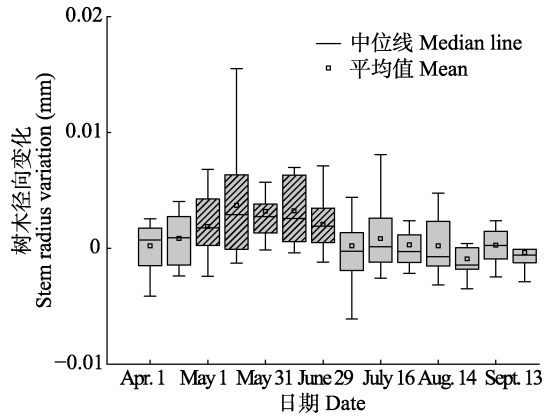 0.02
中位线 Median line
平均值 Mean
0.01
0
−0.01
树木径向变化
Stem radius variation (mm)
Apr. 1 May 1 May 31 June 29 July 16 Aug. 14 Sept. 13
日期 Date